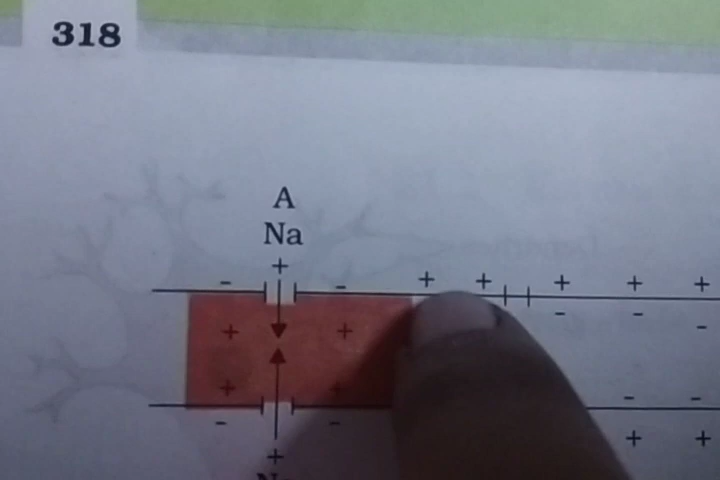 318
A
Na
+
- - + + + + +
+ + - - -
+ + - -
- - + +
+